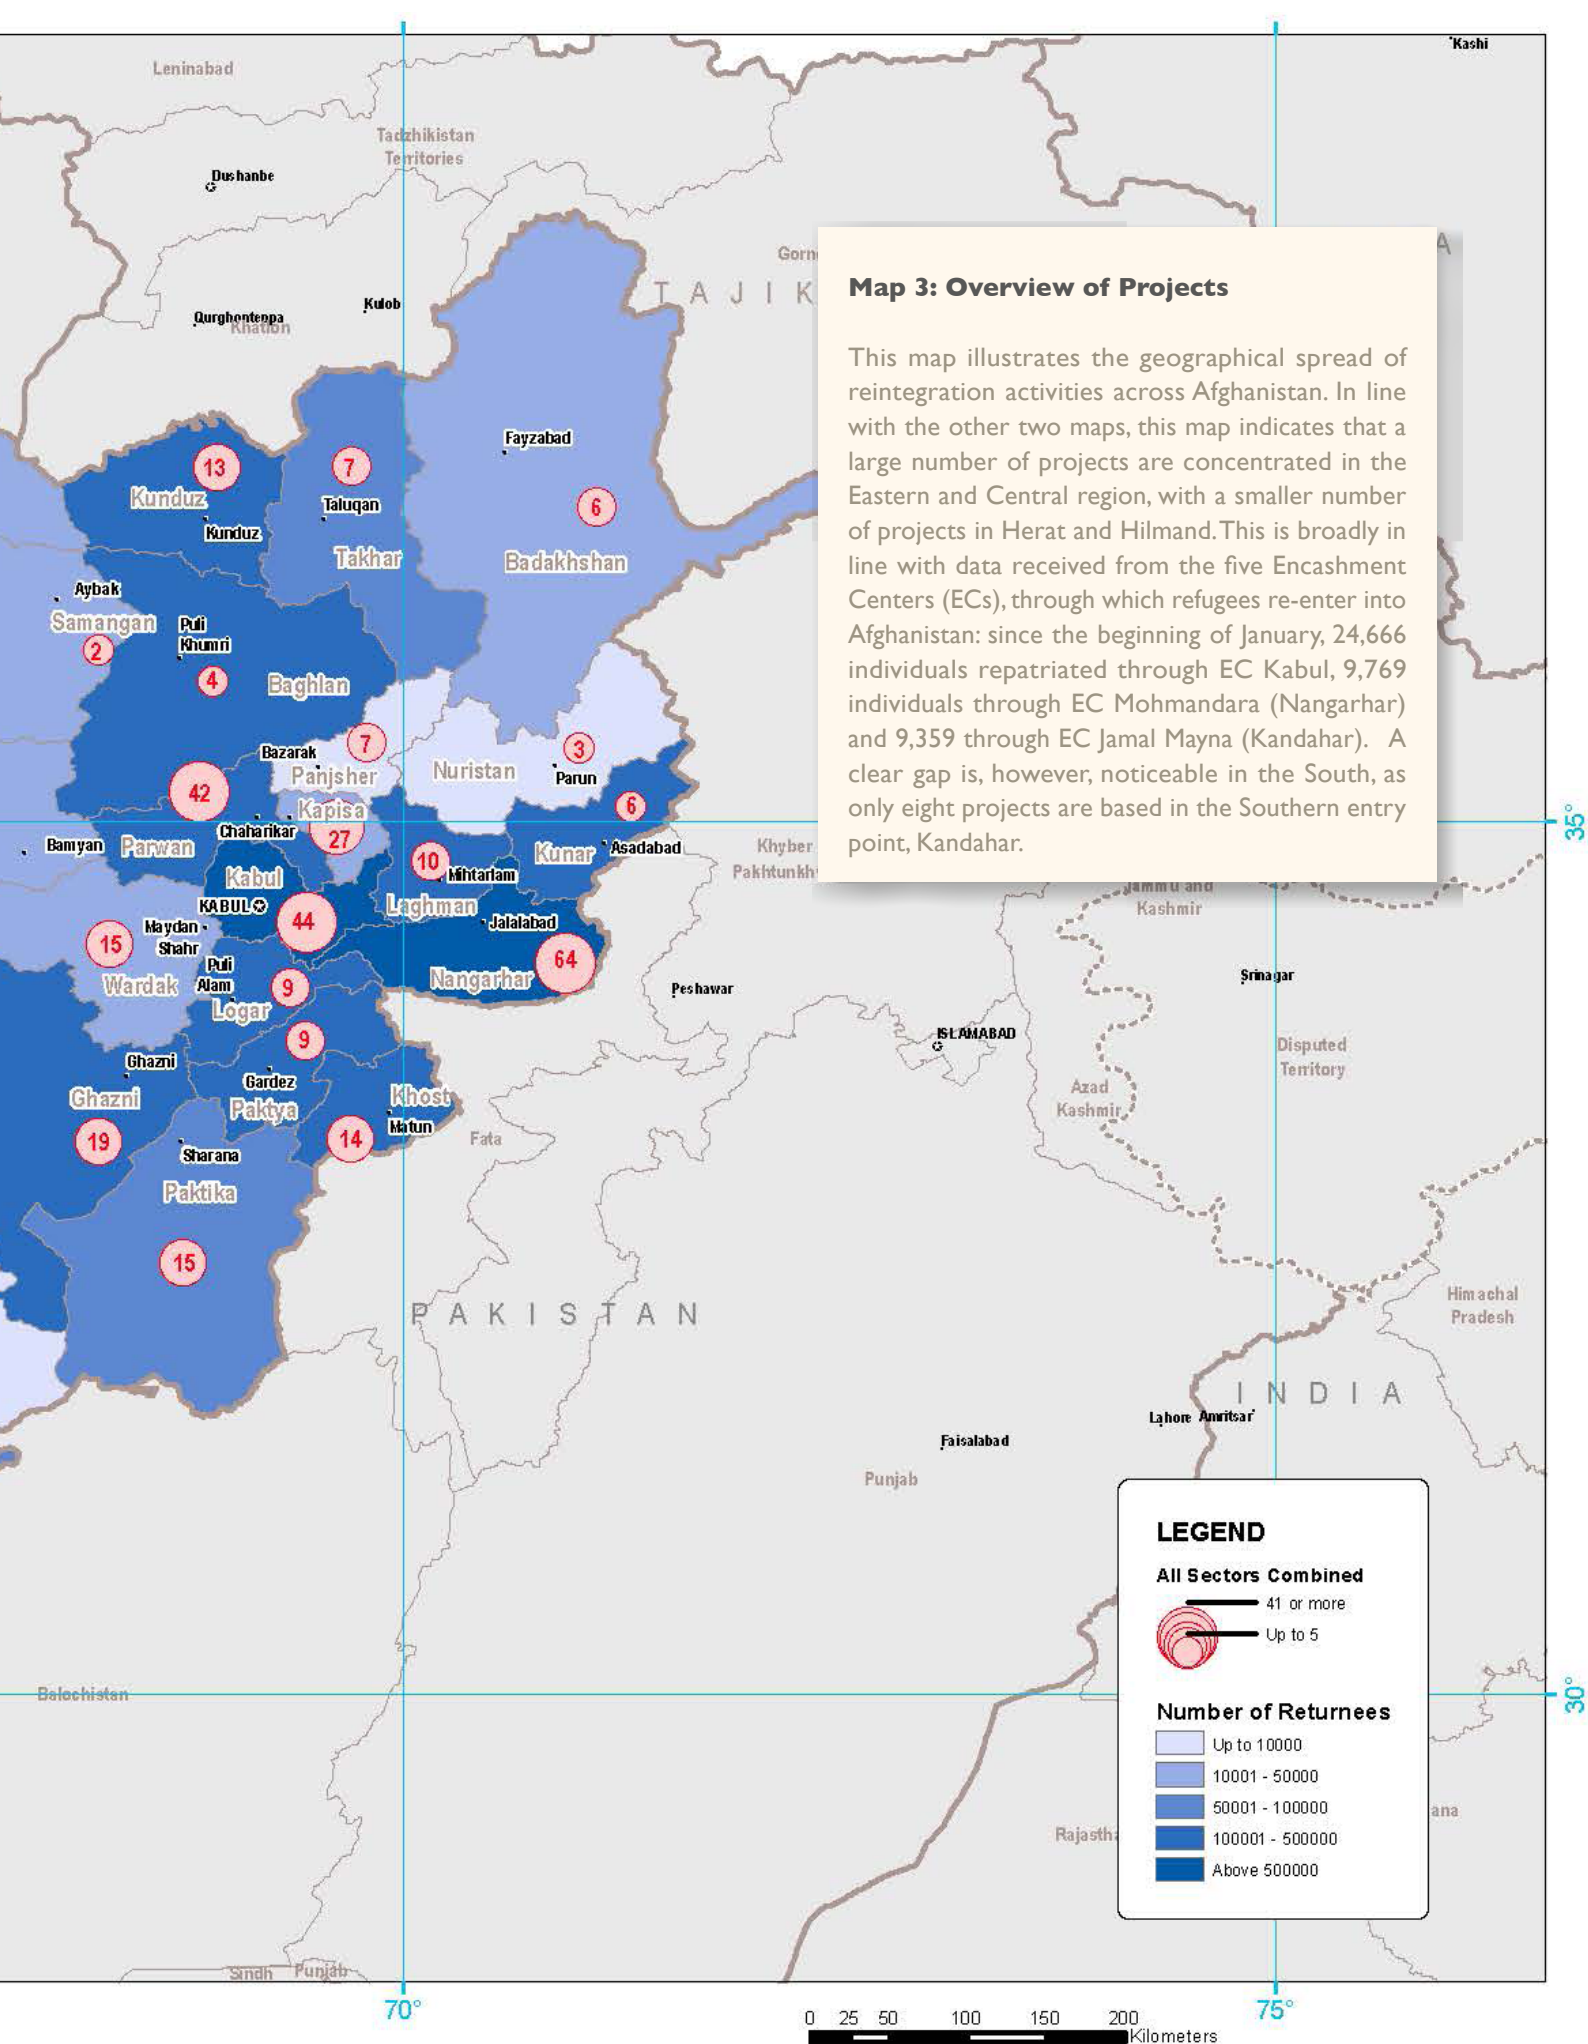 Kashi
Leninabad
Tadzhikistan
Territories
Dushanbe
A
Gorn
TAJIK
Map 3: Overview of Projects
This map illustrates the geographical spread of
reintegration activities across Afghanistan. In line
with the other two maps, this map indicates that a
large number of projects are concentrated in the
Eastern and Central region, with a smaller number
of projects in Herat and Hilmand. This is broadly in
line with data received from the five Encashment
Centers (ECs), through which refugees re-enter into
Afghanistan: since the beginning of January, 24,666
individuals repatriated through EC Kabul, 9,769
individuals through EC Mohmandara (Nangarhar)
and 9,359 through EC Jamal Mayna (Kandahar). A
clear gap is, however, noticeable in the South, as
only eight projects are based in the Southern entry
point, Kandahar.
Kulob
Qurghonteppa
Khatlon
Fayzabad
13
7
Kunduz
Taluqan
6
Kunduz
Takhar
Badakhshan
Aybak
Samangan
Puli
Khumri
2
4
Baghlan
7
Bazarak
3
Panjsher
Nuristan
Parun
42
Kapisa
6
Chaharikar
27
35°
Bamyan
Parwan
10
Kunar
Asadabad
Khyber
Pakhtunkh
Mihtarlam
Kabul
KABUL
Laghman
Jammu and
Kashmir
44
Jalalabad
Maydan
Shahr
15
64
Puli
Alam
Wardak
9
Nangarhar
Peshawar
Srinagar
Logar
9
ISLAMABAD
Disputed
Territory
Ghazni
Gardez
Ghazni
Paktya
Khost
Matun
Azad
Kashmir
19
14
Fata
Sharana
Paktika
15
PAKISTAN
Himachal
Pradesh
INDIA
Lahore
Amritsar
Faisalabad
Punjab
LEGEND
All Sectors Combined
41 or more
Up to 5
Balochistan
30°
Number of Returnees
Up to 10000
10001 - 50000
50001 - 100000
100001 - 500000
Above 500000
Rajastha
ana
Sindh
Punjab
70°
75°
0 25 50 100 150 200
Kilometers